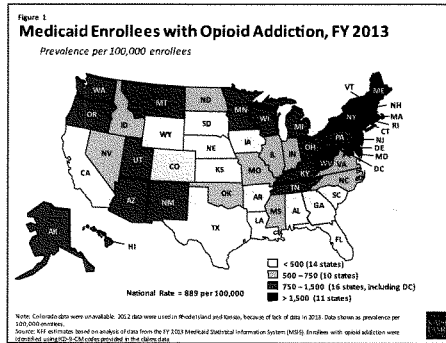 Figure 1
Medicaid Enrollees with Opioid Addiction, FY 2013
Prevalence per 100,000 enrollees
WA
OR
CA
NV
ID
MT
WY
UT
AZ
CO
NM
ND
SD
NE
KS
OK
TX
MN
IA
MO
AR
LA
WI
IL
MI
IN
OH
KY
TN
MS
AL
GA
FL
SC
NC
VA
WV
PA
NY
VT
ME
NH
MA
RI
CT
NJ
DE
MD
DC
AK
HI
< 500 (14 states)
500 – 750 (10 states)
750 – 1,500 (16 states, including DC)
> 1,500 (11 states)
National Rate = 889 per 100,000
Note: Colorado data were unavailable. 2012 data were used in Rhode Island and Kansas, because of lack of data in 2013. Data shown as prevalence per
100,000 enrollees.
Source: KFF estimates based on analysis of data from the FY 2013 Medicaid Statistical Information System (MSIS). Enrollees with opioid addiction were
identified using ICD-9-CM codes provided in the claims data.